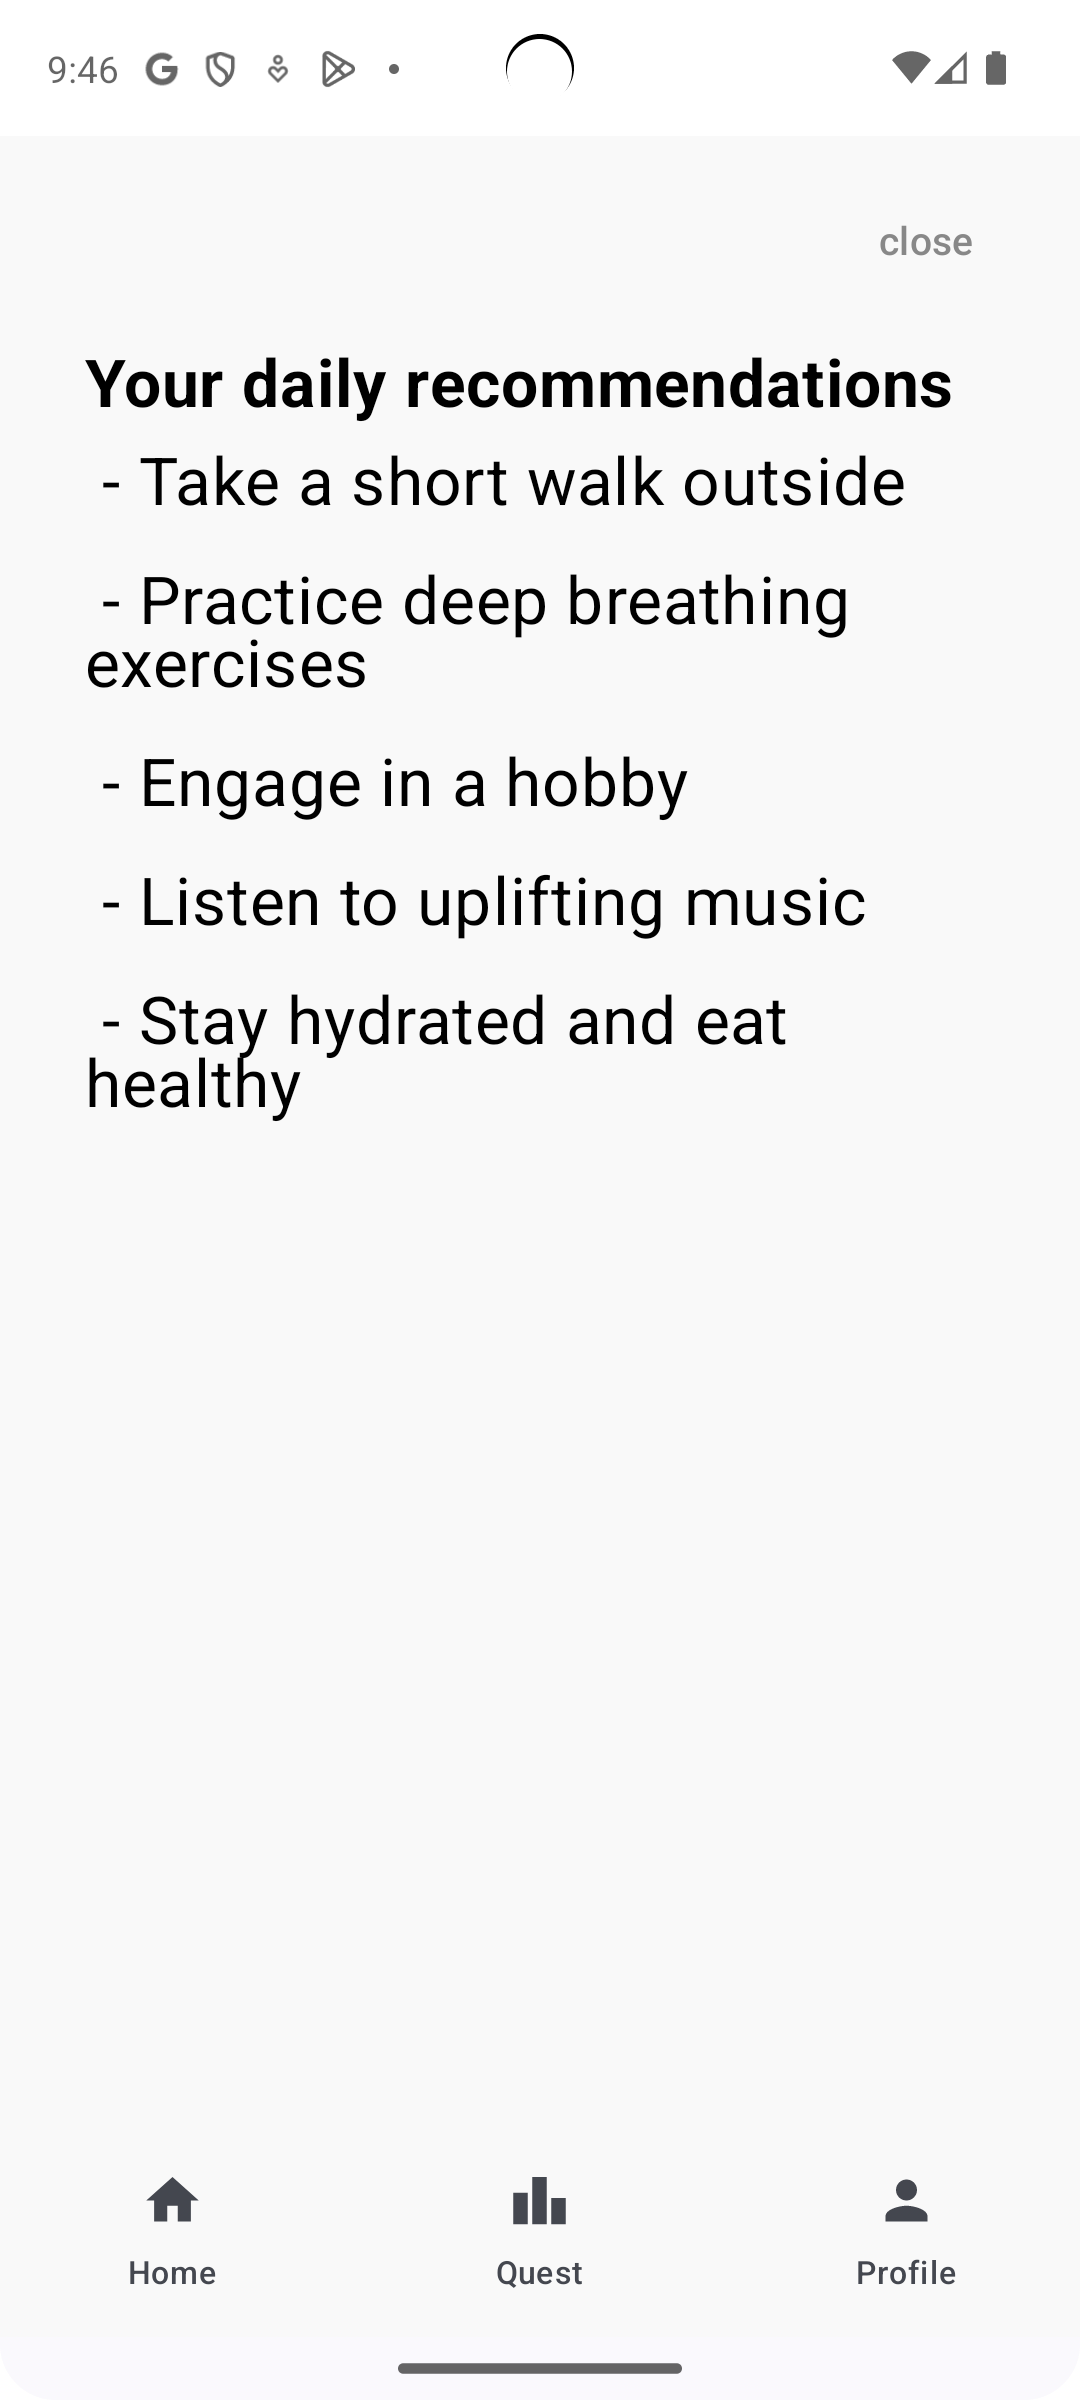 9:46
close
Your daily recommendations
- Take a short walk outside
- Practice deep breathing
exercises
- Engage in a hobby
- Listen to uplifting music
- Stay hydrated and eat
healthy
Home
Quest
Profile